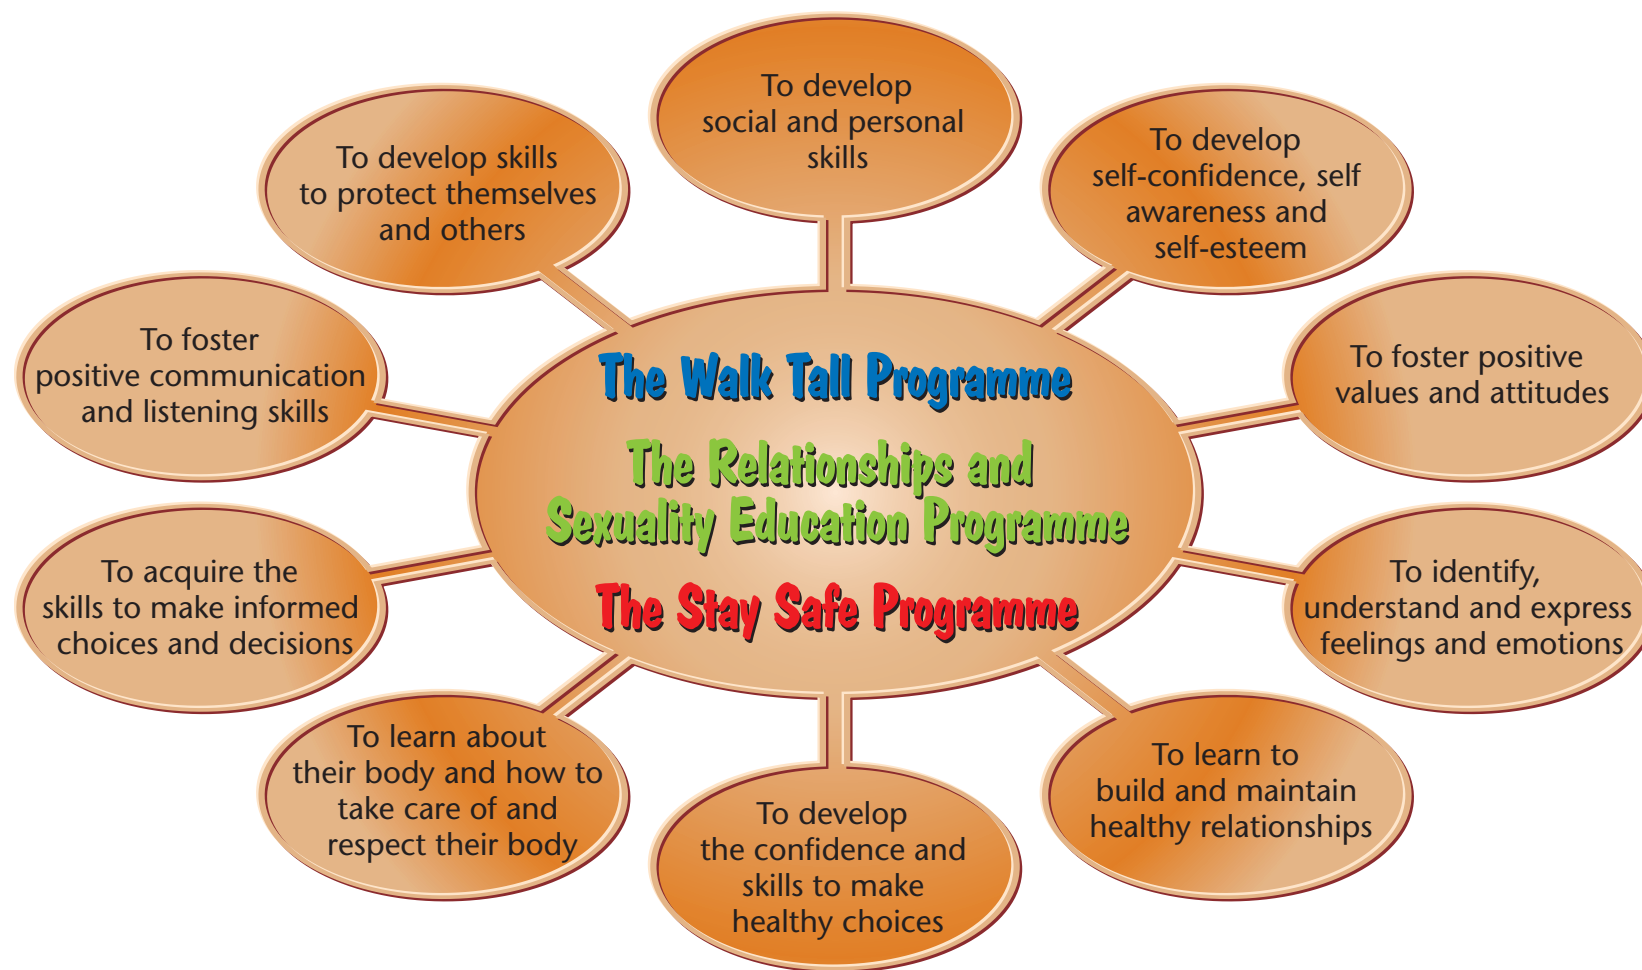 To develop
social and personal
skills
To develop
self-confidence, self
awareness and
self-esteem
To foster positive
values and attitudes
To identify,
understand and express
feelings and emotions
To learn to
build and maintain
healthy relationships
To develop
the confidence and
skills to make
healthy choices
To learn about
their body and how to
take care of and
respect their body
To acquire the
skills to make informed
choices and decisions
To foster
positive communication
and listening skills
To develop skills
to protect themselves
and others
The Walk Tall Programme
The Relationships and
Sexuality Education Programme
The Stay Safe Programme